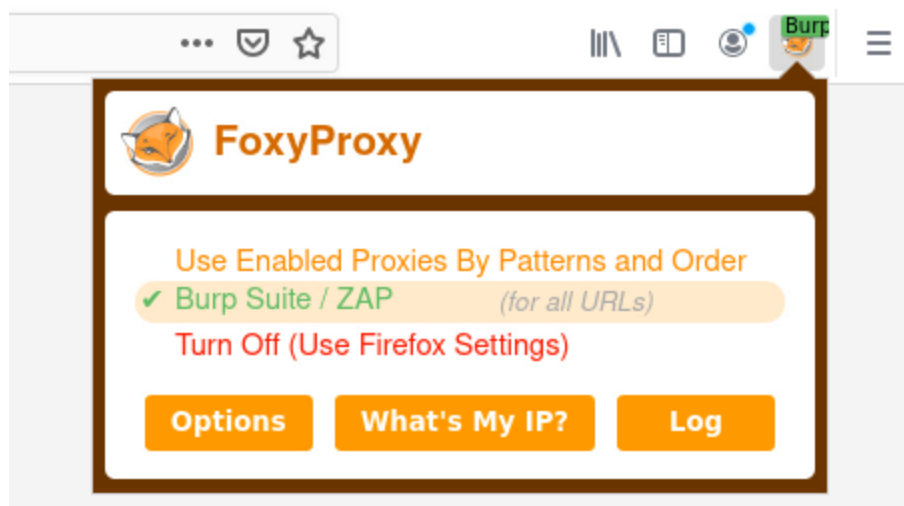 Burp
FoxyProxy
Use Enabled Proxies By Patterns and Order
✔ Burp Suite / ZAP (for all URLs)
Turn Off (Use Firefox Settings)
Options What's My IP? Log